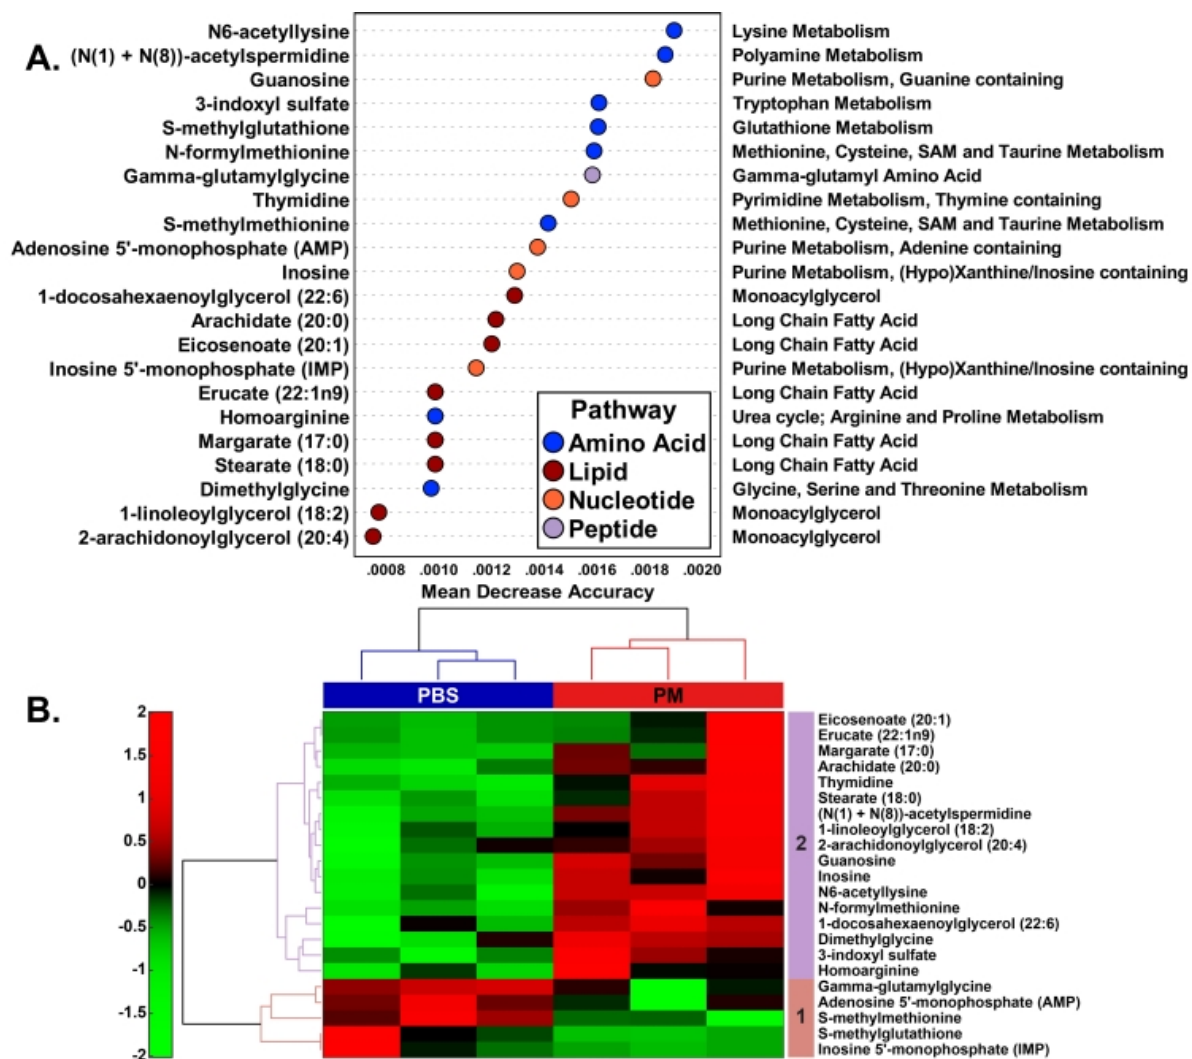 A.
N6-acetyllysine Lysine Metabolism
(N(1) + N(8))-acetylspermidine Polyamine Metabolism
Guanosine Purine Metabolism, Guanine containing
3-indoxyl sulfate Tryptophan Metabolism
S-methylglutathione Glutathione Metabolism
N-formylmethionine Methionine, Cysteine, SAM and Taurine Metabolism
Gamma-glutamylglycine Gamma-glutamyl Amino Acid
Thymidine Pyrimidine Metabolism, Thymine containing
S-methylmethionine Methionine, Cysteine, SAM and Taurine Metabolism
Adenosine 5'-monophosphate (AMP) Purine Metabolism, Adenine containing
Inosine Purine Metabolism, (Hypo)Xanthine/Inosine containing
1-docosahexaenoylglycerol (22:6) Monoacylglycerol
Arachidate (20:0) Long Chain Fatty Acid
Eicosenoate (20:1) Long Chain Fatty Acid
Inosine 5'-monophosphate (IMP) Purine Metabolism, (Hypo)Xanthine/Inosine containing
Erucate (22:1n9) Long Chain Fatty Acid
Homoarginine Urea cycle; Arginine and Proline Metabolism
Margarate (17:0) Long Chain Fatty Acid
Stearate (18:0) Long Chain Fatty Acid
Dimethylglycine Glycine, Serine and Threonine Metabolism
1-linoleoylglycerol (18:2) Monoacylglycerol
2-arachidonoylglycerol (20:4) Monoacylglycerol
Pathway
Amino Acid
Lipid
Nucleotide
Peptide
.0008 .0010 .0012 .0014 .0016 .0018 .0020
Mean Decrease Accuracy
B.
PBS PM
2
1.5
1
0.5
0
-0.5
-1
-1.5
-2
Eicosenoate (20:1)
Erucate (22:1n9)
Margarate (17:0)
Arachidate (20:0)
Thymidine
Stearate (18:0)
(N(1) + N(8))-acetylspermidine
1-linoleoylglycerol (18:2)
2-arachidonoylglycerol (20:4)
Guanosine
Inosine
N6-acetyllysine
N-formylmethionine
1-docosahexaenoylglycerol (22:6)
Dimethylglycine
3-indoxyl sulfate
Homoarginine
Gamma-glutamylglycine
Adenosine 5'-monophosphate (AMP)
S-methylmethionine
S-methylglutathione
Inosine 5'-monophosphate (IMP)
2
1